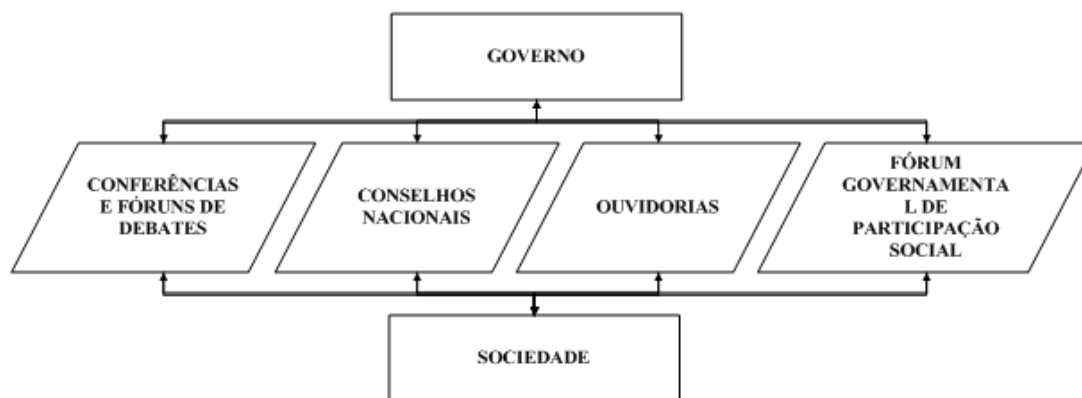 GOVERNO
CONFERÊNCIAS
E FÓRUNS DE
DEBATES
CONSELHOS
NACIONAIS
OUVIDORIAS
FÓRUM
GOVERNAMENTA
L DE
PARTICIPAÇÃO
SOCIAL
SOCIEDADE